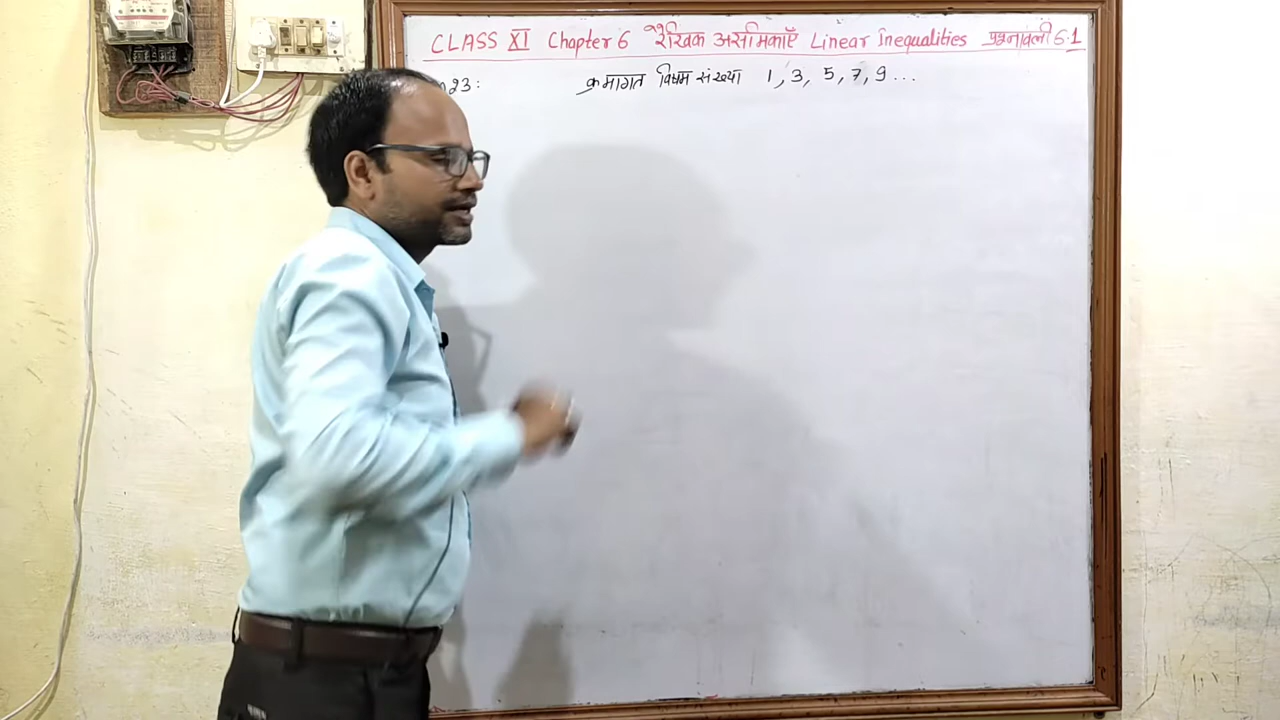 CLASS XI Chapter 6 रैखिक असमिकाएँ Linear Inequalities प्रश्नावली 6.1
23: क्रमागत विषम संख्या 1, 3, 5, 7, 9 ...